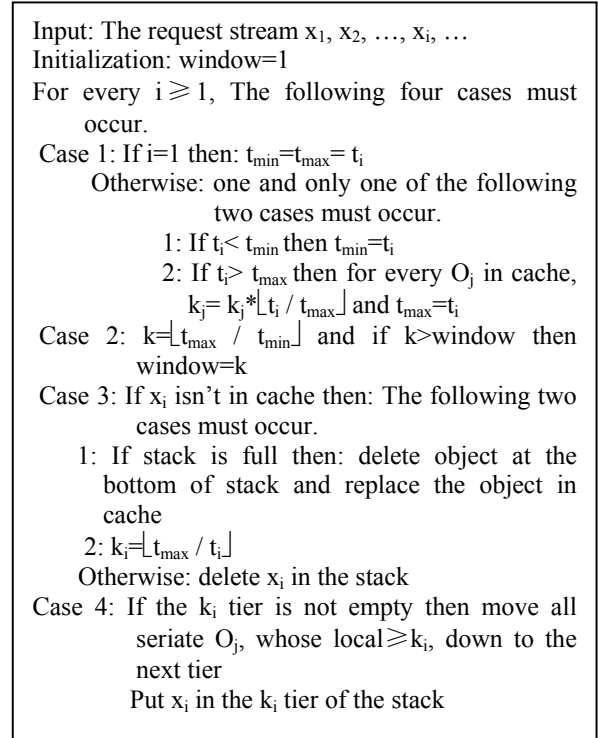 Input: The request stream x₁, x₂, …, xᵢ, …
Initialization: window=1
For every i ≥ 1, The following four cases must
occur.
Case 1: If i=1 then: tmin=tmax= tᵢ
Otherwise: one and only one of the following
two cases must occur.
1: If tᵢ< tmin then tmin=tᵢ
2: If tᵢ> tmax then for every Oⱼ in cache,
kⱼ= kⱼ*⌊tᵢ / tmax⌋ and tmax=tᵢ
Case 2: k=⌊tmax / tmin⌋ and if k>window then
window=k
Case 3: If xᵢ isn’t in cache then: The following two
cases must occur.
1: If stack is full then: delete object at the
bottom of stack and replace the object in
cache
2: kᵢ=⌊tmax / tᵢ⌋
Otherwise: delete xᵢ in the stack
Case 4: If the kᵢ tier is not empty then move all
seriate Oⱼ, whose local≥kᵢ, down to the
next tier
Put xᵢ in the kᵢ tier of the stack